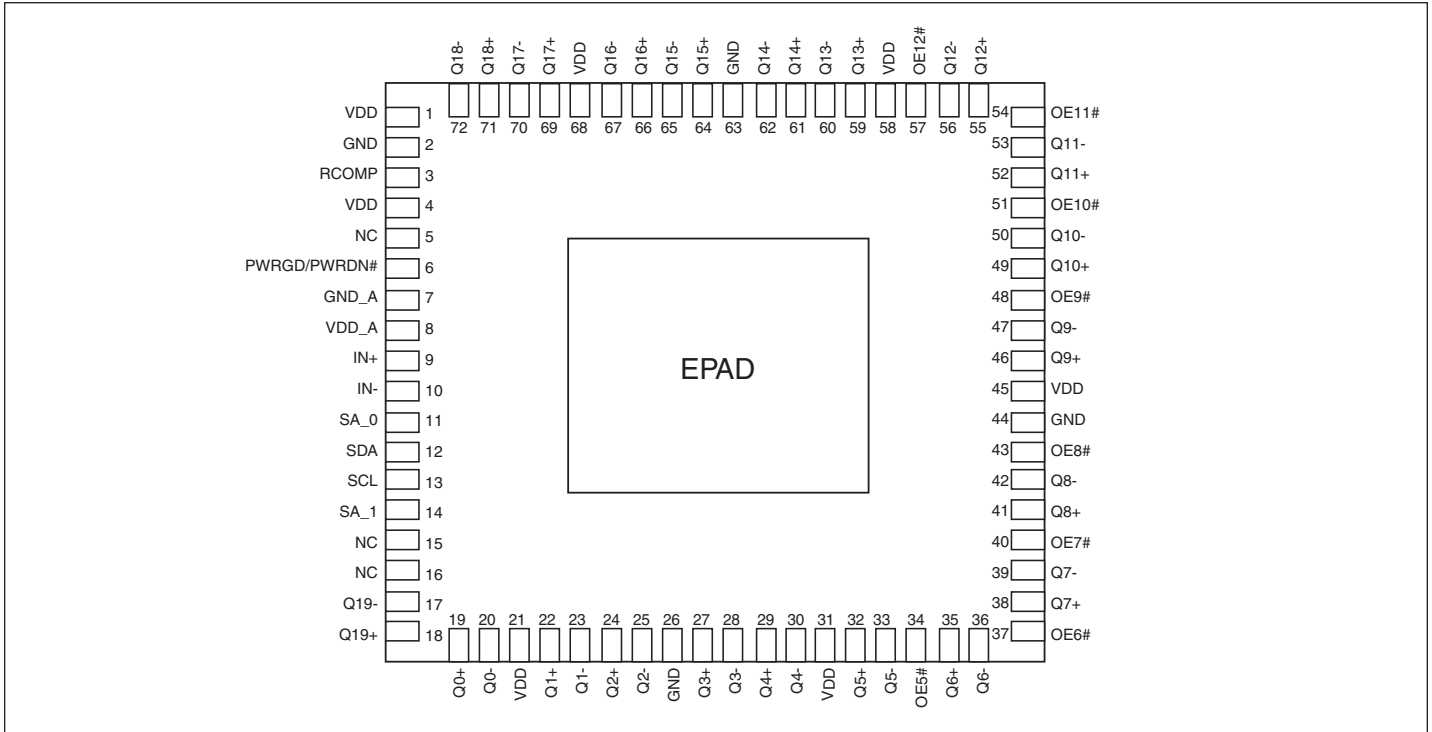 Q18-
Q18+
Q17-
Q17+
VDD
Q16-
Q16+
Q15-
Q15+
GND
Q14-
Q14+
Q13-
Q13+
VDD
OE12#
Q12-
Q12+
72 71 70 69 68 67 66 65 64 63 62 61 60 59 58 57 56 55
VDD 1
GND 2
RCOMP 3
VDD 4
NC 5
PWRGD/PWRDN# 6
GND_A 7
VDD_A 8
IN+ 9
IN- 10
SA_0 11
SDA 12
SCL 13
SA_1 14
NC 15
NC 16
Q19- 17
Q19+ 18
EPAD
54 OE11#
53 Q11-
52 Q11+
51 OE10#
50 Q10-
49 Q10+
48 OE9#
47 Q9-
46 Q9+
45 VDD
44 GND
43 OE8#
42 Q8-
41 Q8+
40 OE7#
39 Q7-
38 Q7+
37 OE6#
19 20 21 22 23 24 25 26 27 28 29 30 31 32 33 34 35 36
Q0+
Q0-
VDD
Q1+
Q1-
Q2+
Q2-
GND
Q3+
Q3-
Q4+
Q4-
VDD
Q5+
Q5-
OE5#
Q6+
Q6-